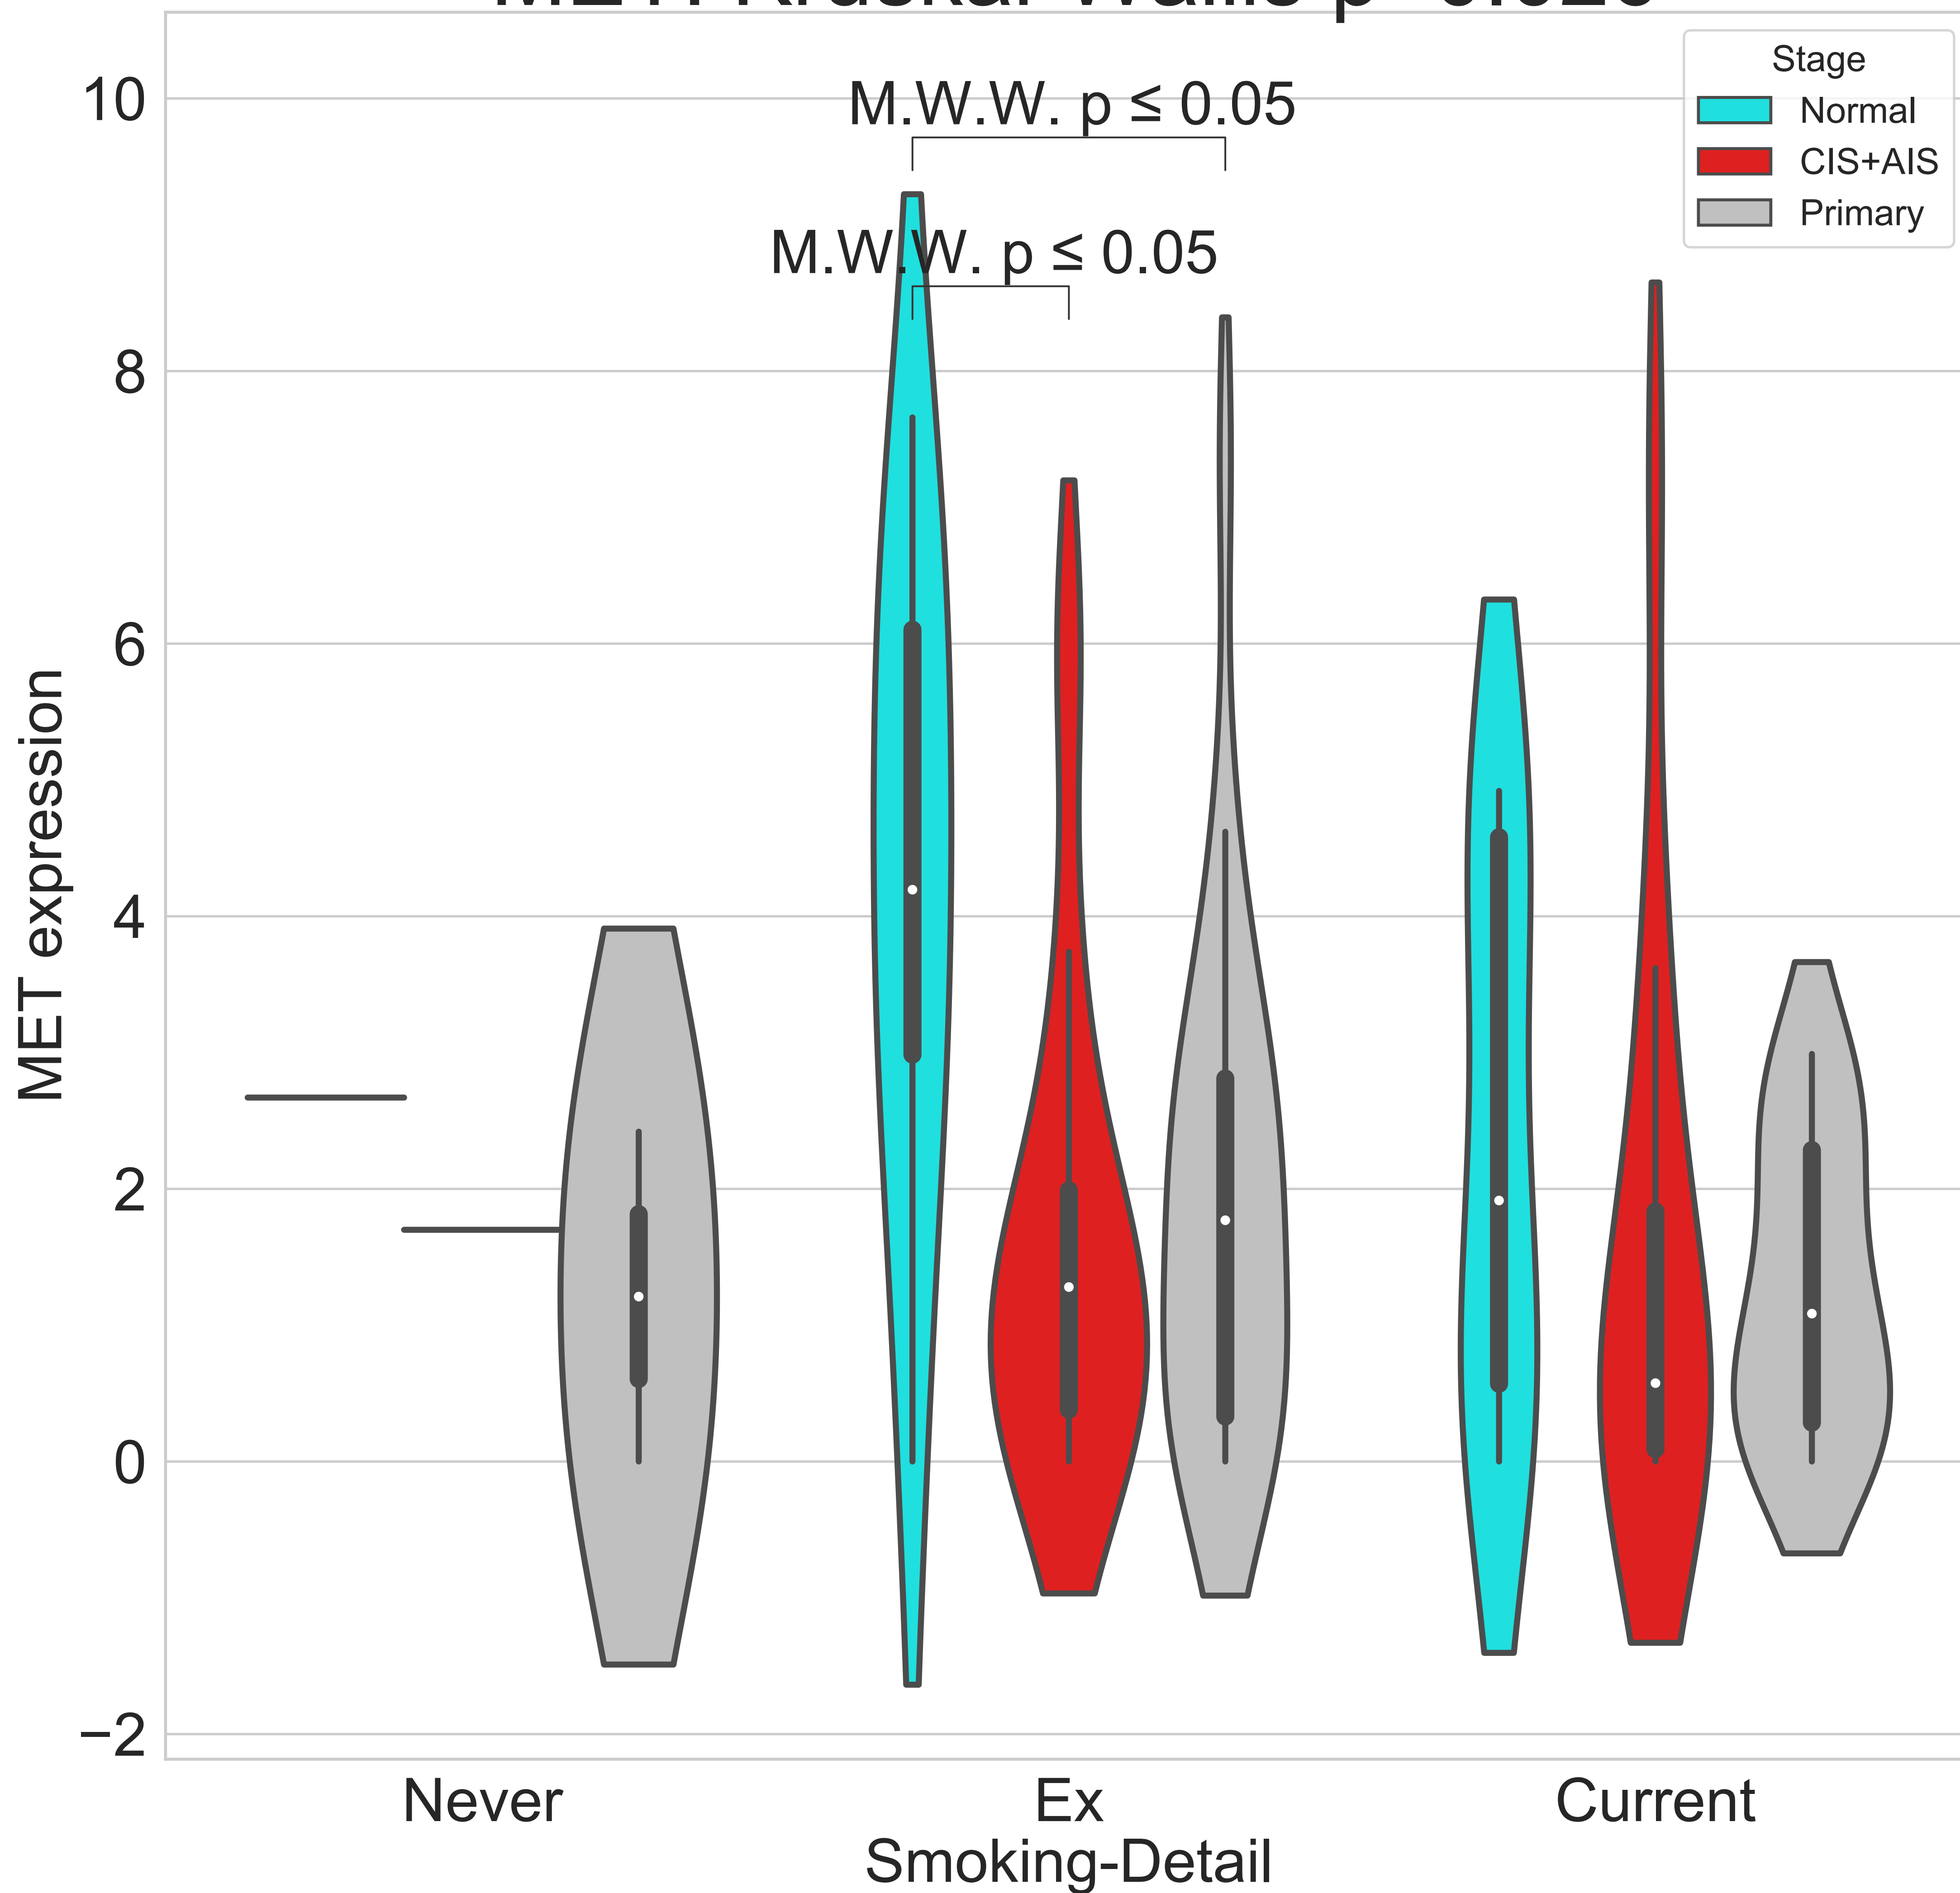 Stage
Normal
CIS+AIS
Primary
M.W.W. p ≤ 0.05
M.W.W. p ≤ 0.05
10
8
6
4
2
0
−2
MET expression
Never
Ex
Current
Smoking-Detail